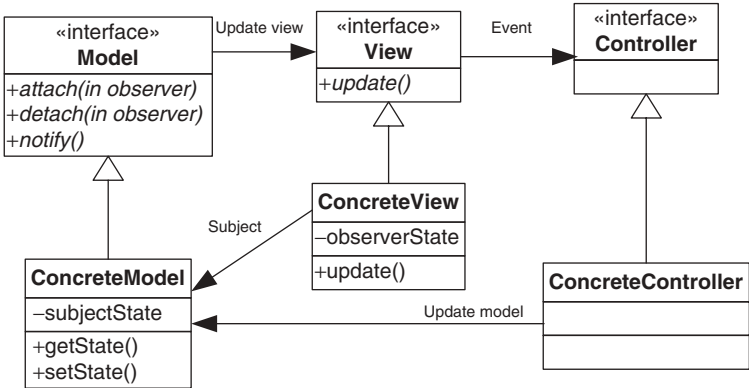 «interface»
Model
+attach(in observer)
+detach(in observer)
+notify()
Update view
«interface»
View
+update()
Event
«interface»
Controller
Subject
ConcreteView
–observerState
+update()
ConcreteModel
–subjectState
+getState()
+setState()
Update model
ConcreteController